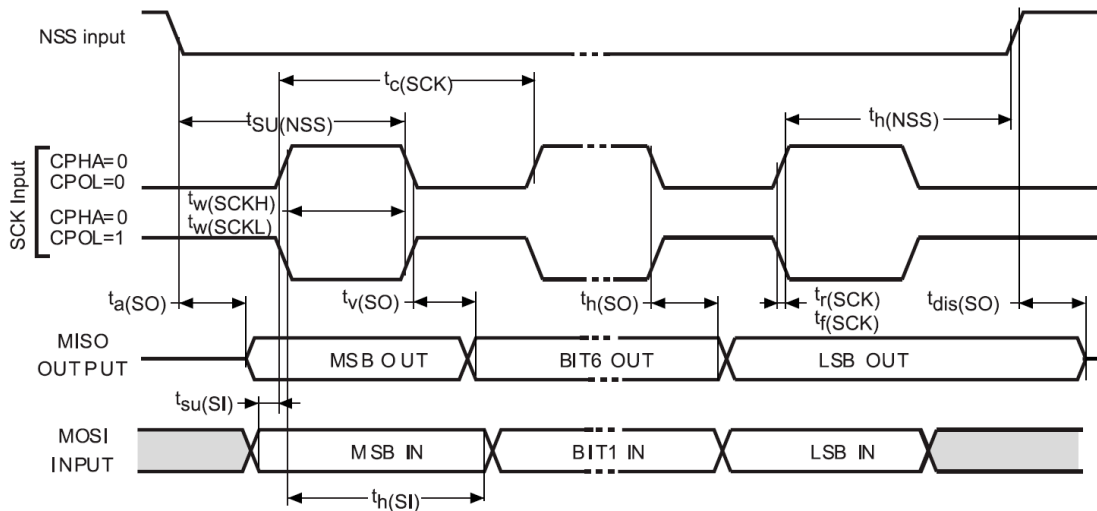 NSS input
tc(SCK)
tSU(NSS)
th(NSS)
SCK Input
CPHA=0
CPOL=0
tw(SCKH)
CPHA=0
tw(SCKL)
CPOL=1
ta(SO)
tv(SO)
th(SO)
tr(SCK)
tf(SCK)
tdis(SO)
MISO
OUTPUT
MSB OUT
BIT6 OUT
LSB OUT
tsu(SI)
MOSI
INPUT
MSB IN
BIT1 IN
LSB IN
th(SI)